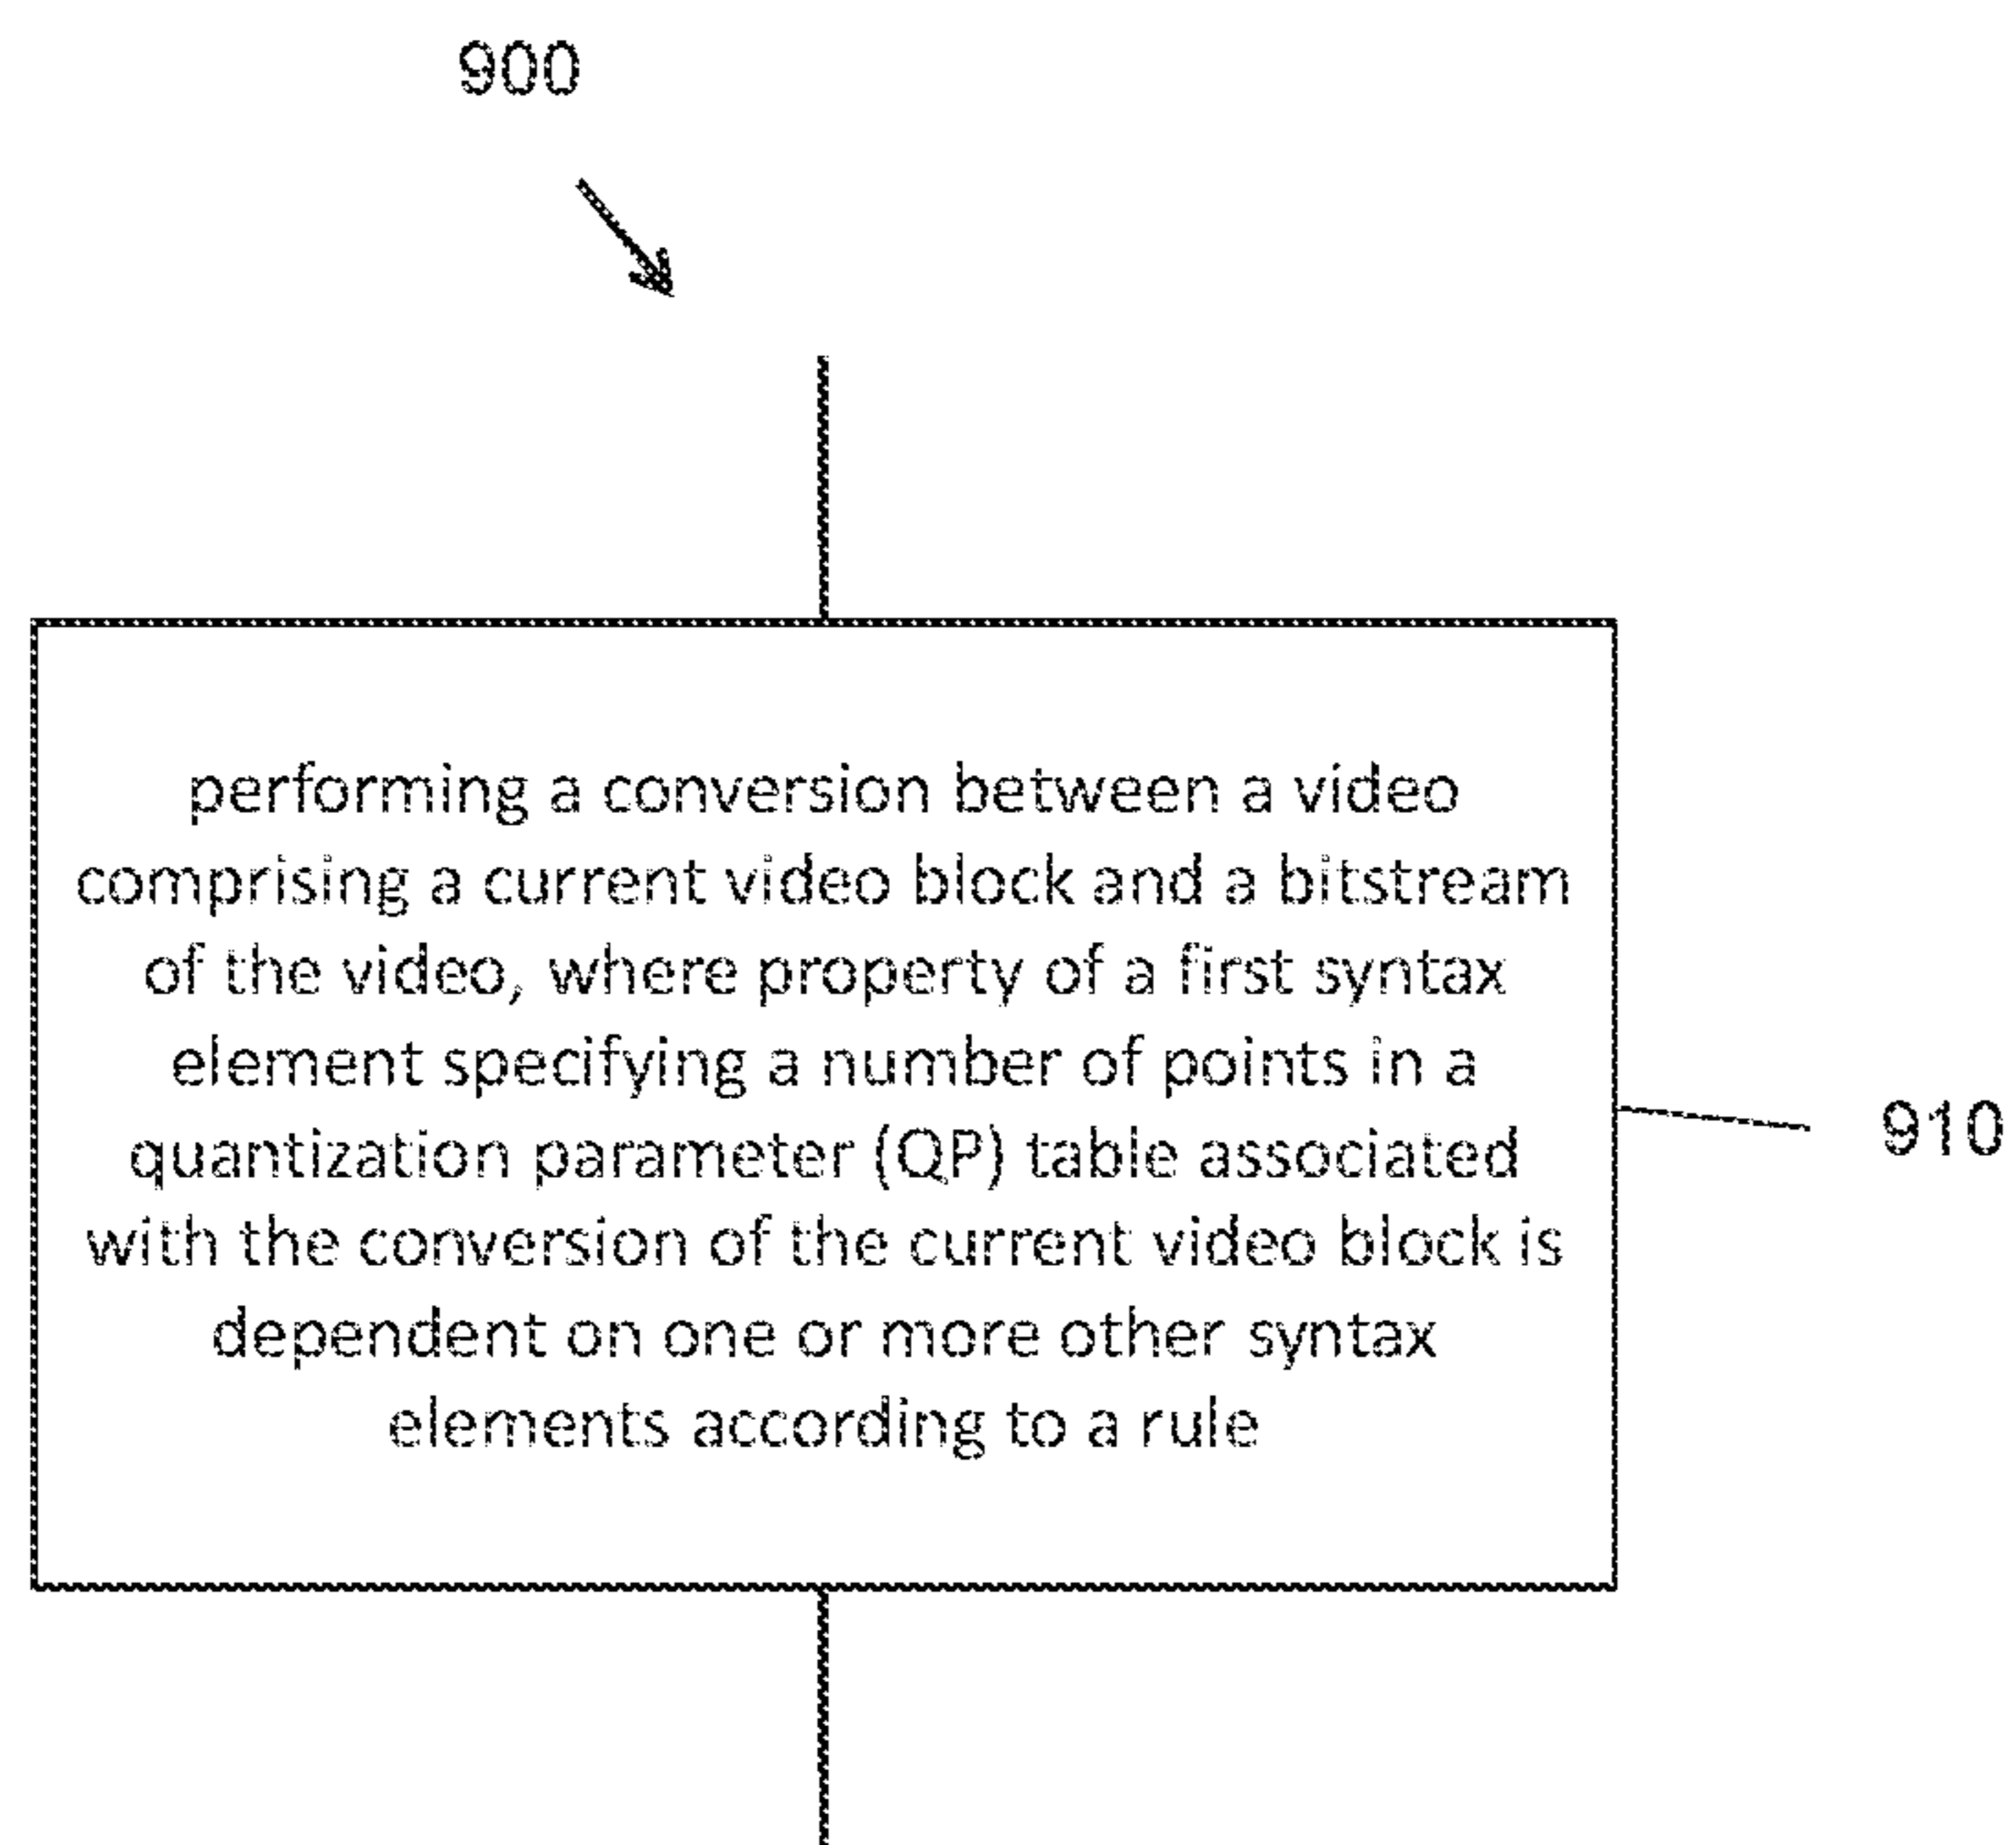 900
performing a conversion between a video
comprising a current video block and a bitstream
of the video, where property of a first syntax
element specifying a number of points in a
quantization parameter (QP) table associated
with the conversion of the current video block is
dependent on one or more other syntax
elements according to a rule
910